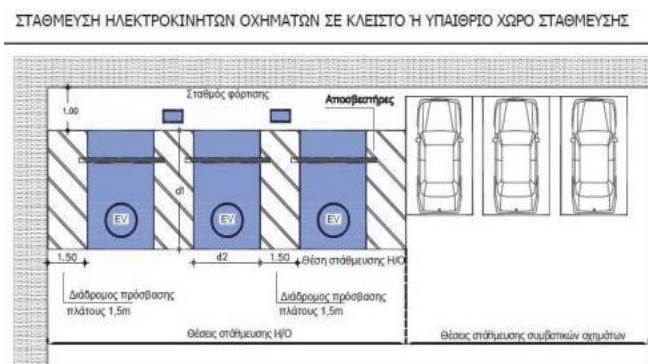 ΣΤΑΘΜΕΥΣΗ ΗΛΕΚΤΡΟΚΙΝΗΤΩΝ ΟΧΗΜΑΤΩΝ ΣΕ ΚΛΕΙΣΤΟ Ή ΥΠΑΙΘΡΙΟ ΧΩΡΟ ΣΤΑΘΜΕΥΣΗΣ
Σταθμός φόρτισης
Αποσβεστήρες
1.00
d1
EV
EV
EV
1.50
d2
1.50
Θέση στάθμευσης Η/Ο
Διάδρομος πρόσβασης
πλάτους 1,5m
Διάδρομος πρόσβασης
πλάτους 1,5m
Θέσεις στάθμευσης Η/Ο
Θέσεις στάθμευσης συμβατικών οχημάτων